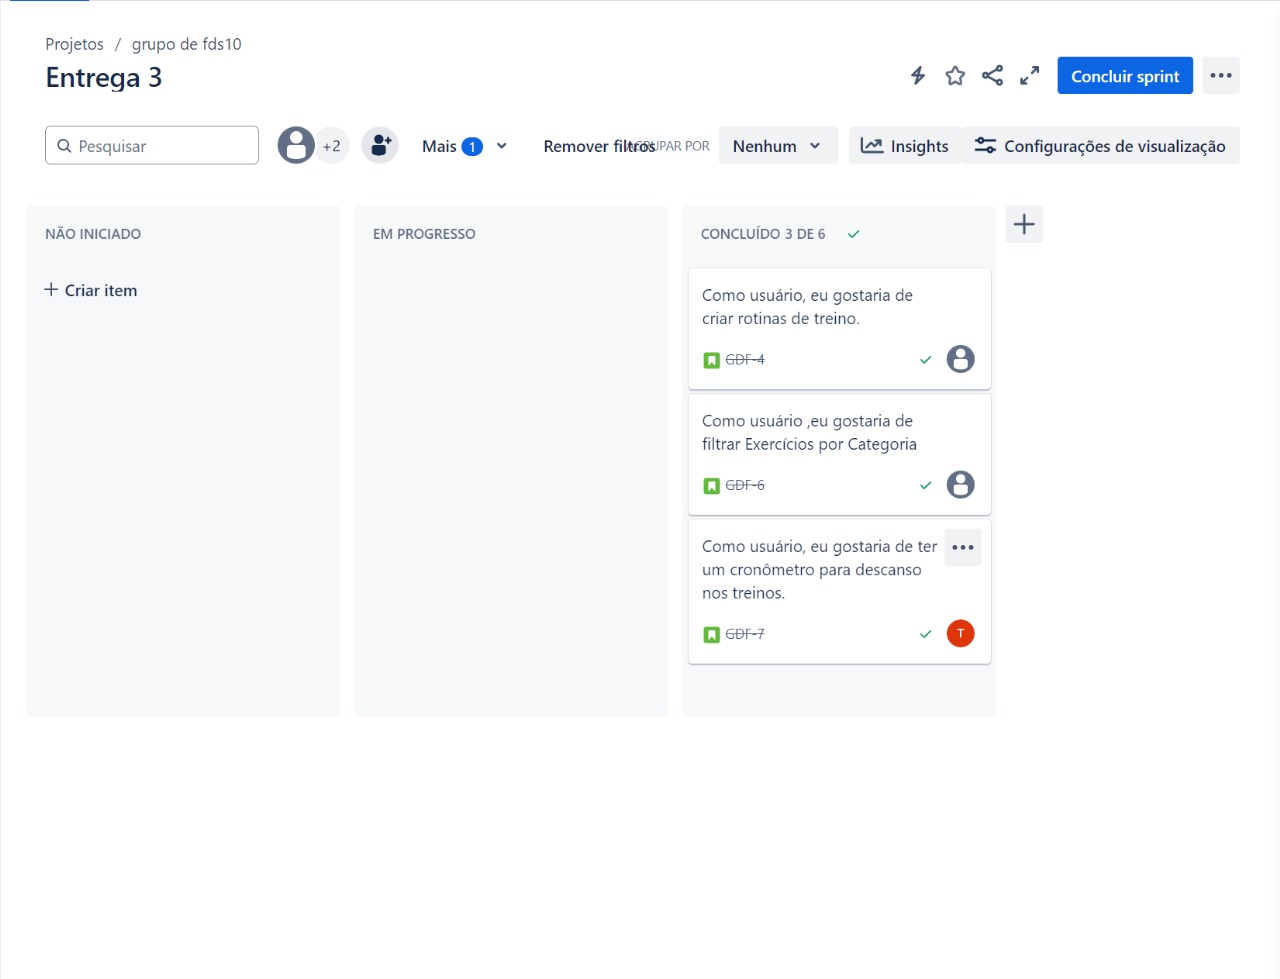 Projetos / grupo de fds10
Entrega 3
Concluir sprint
Pesquisar
+2
Mais 1
Remover filtros
AGRUPAR POR
Nenhum
Insights
Configurações de visualização
NÃO INICIADO
Criar item
EM PROGRESSO
CONCLUÍDO 3 DE 6
Como usuário, eu gostaria de
criar rotinas de treino.
GDF-4
Como usuário ,eu gostaria de
filtrar Exercícios por Categoria
GDF-6
Como usuário, eu gostaria de ter
um cronômetro para descanso
nos treinos.
GDF-7
T